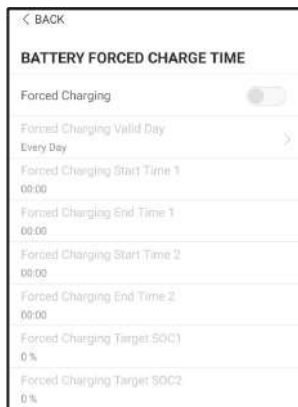 < BACK
BATTERY FORCED CHARGE TIME
Forced Charging
Forced Charging Valid Day
Every Day
Forced Charging Start Time 1
00:00
Forced Charging End Time 1
00:00
Forced Charging Start Time 2
00:00
Forced Charging End Time 2
00:00
Forced Charging Target SOC1
0 %
Forced Charging Target SOC2
0 %